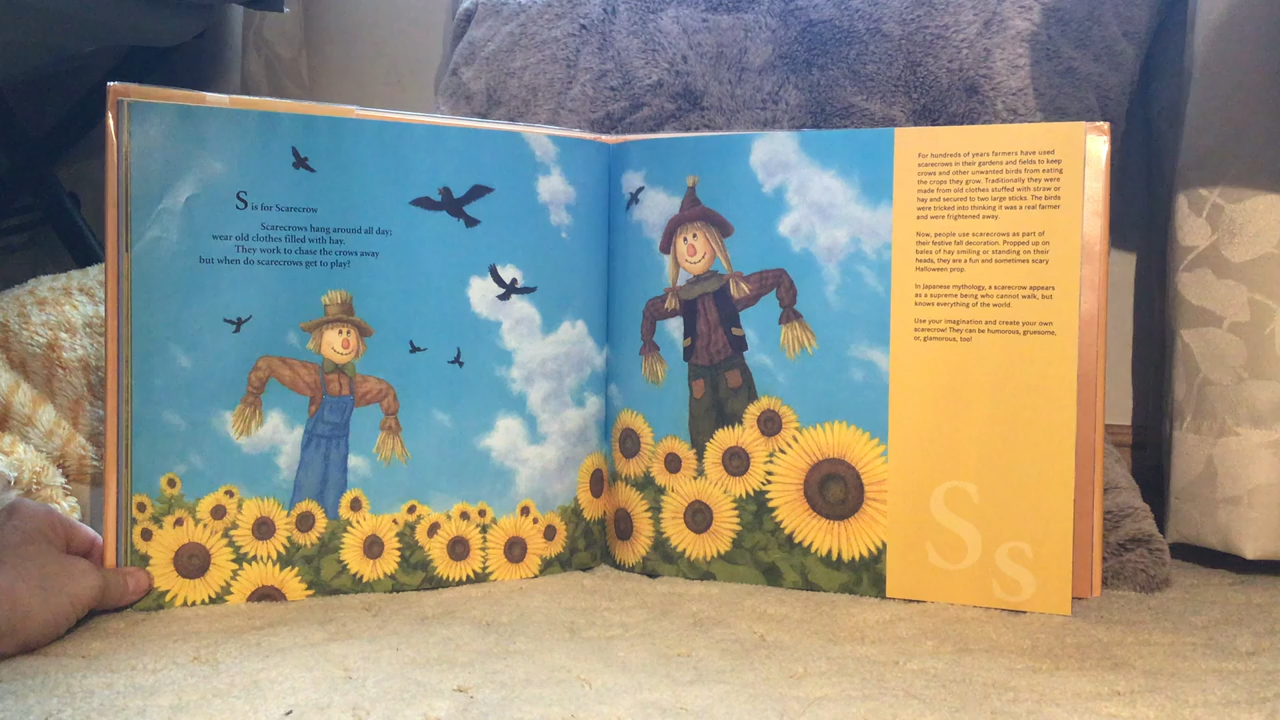 S is for Scarecrow
Scarecrows hang around all day;
wear old clothes filled with hay.
They work to chase the crows away
but when do scarecrows get to play?
For hundreds of years farmers have used
scarecrows in their gardens and fields to keep
crows and other unwanted birds from eating
the crops they grow. Traditionally they were
made from old clothes stuffed with straw or
hay and secured to two large sticks. The birds
were tricked into thinking it was a real farmer
and were frightened away.
Now, people use scarecrows as part of
their festive fall decoration. Propped up on
bales of hay smiling or standing on their
heads, they are a fun and sometimes scary
Halloween prop.
In Japanese mythology, a scarecrow appears
as a supreme being who cannot walk, but
knows everything of the world.
Use your imagination and create your own
scarecrow! They can be humorous, gruesome,
or, glamorous, too!
Ss